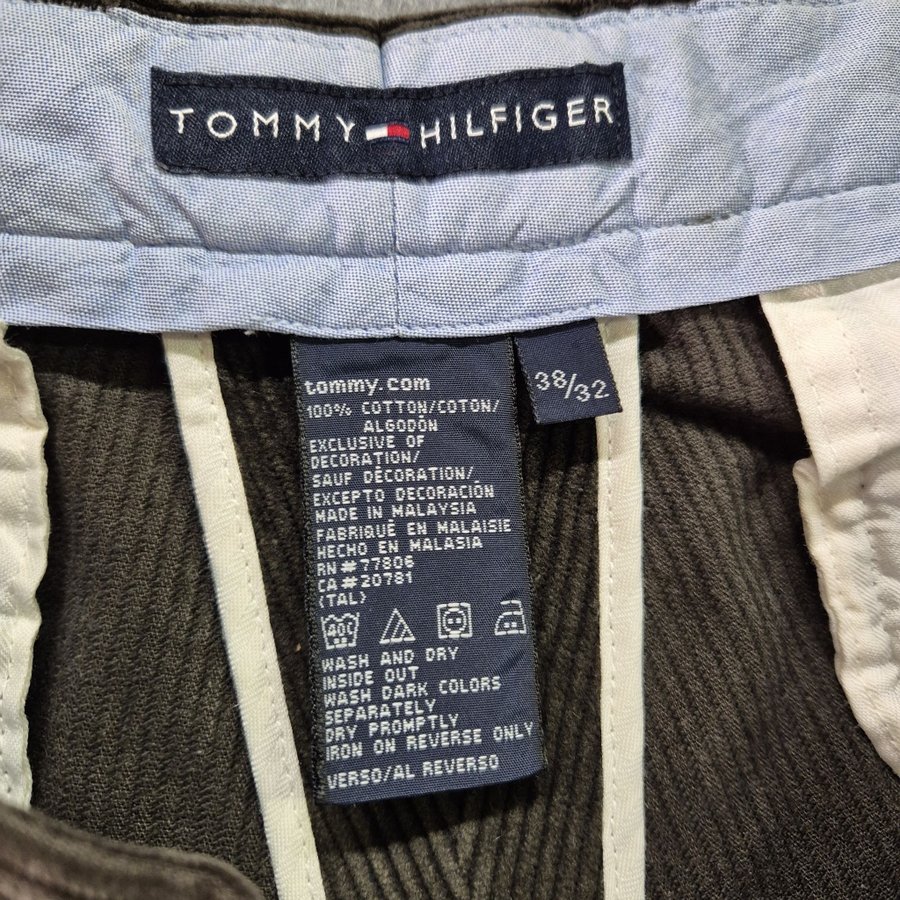 TOMMY HILFIGER
tommy.com
38/32
100% COTTON/COTON/
ALGODÓN
EXCLUSIVE OF
DECORATION/
SAUF DÉCORATION/
EXCEPTO DECORACIÓN
MADE IN MALAYSIA
FABRIQUÉ EN MALAISIE
HECHO EN MALASIA
RN#77806
CA#20781
(TAL)
40C
WASH AND DRY
INSIDE OUT
WASH DARK COLORS
SEPARATELY
DRY PROMPTLY
IRON ON REVERSE ONLY
VERSO/AL REVERSO